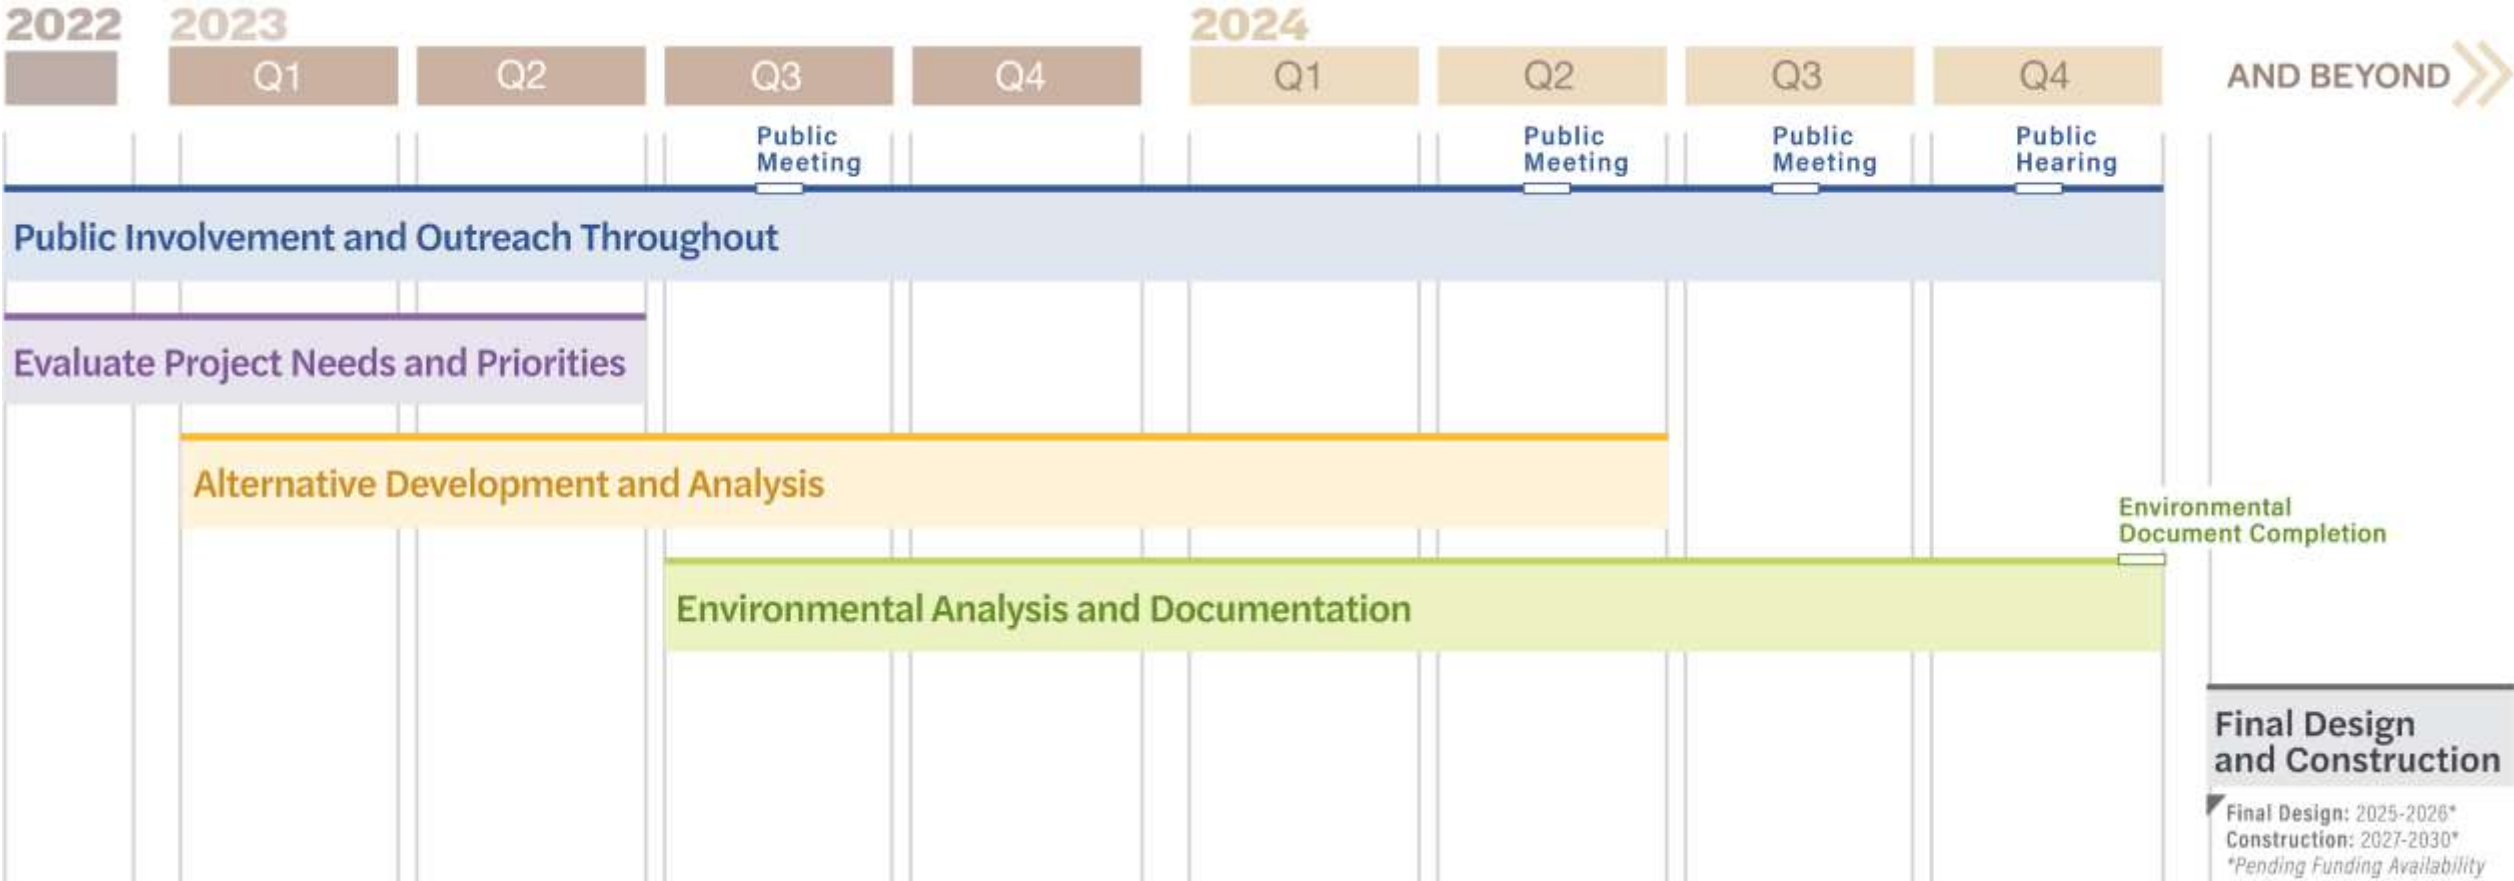 2022 2023 2024
Q1 Q2 Q3 Q4 Q1 Q2 Q3 Q4 AND BEYOND
Public
Meeting
Public
Meeting
Public
Meeting
Public
Hearing
Public Involvement and Outreach Throughout
Evaluate Project Needs and Priorities
Alternative Development and Analysis
Environmental
Document Completion
Environmental Analysis and Documentation
Final Design
and Construction
Final Design: 2025-2026*
Construction: 2027-2030*
*Pending Funding Availability